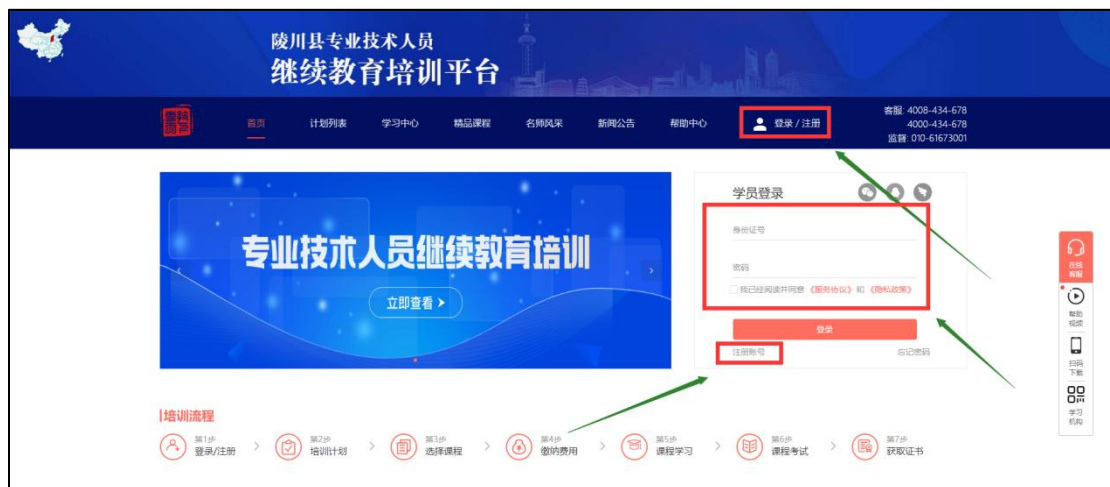 陵川县专业技术人员
继续教育培训平台
首页 计划列表 学习中心 精品课程 名师风采 新闻公告 帮助中心 登录 / 注册
客服: 4008-434-678
4000-434-678
监督: 010-61673001
专业技术人员继续教育培训
立即查看
学员登录
身份证号
密码
我已经阅读并同意 《服务协议》 和 《隐私政策》
登录
注册账号 忘记密码
在线
客服
帮助
视频
扫码
下载
学习
机构
培训流程
第1步 登录/注册
第2步 培训计划
第3步 选择课程
第4步 缴纳费用
第5步 课程学习
第6步 课程考试
第7步 获取证书